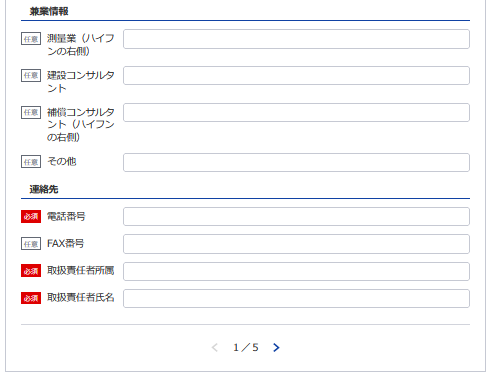 兼業情報
任意 測量業（ハイフ
ンの右側）
任意 建設コンサルタ
ント
任意 補償コンサルタ
ント（ハイフン
の右側）
任意 その他
連絡先
必須 電話番号
任意 FAX番号
必須 取扱責任者所属
必須 取扱責任者氏名
1／5